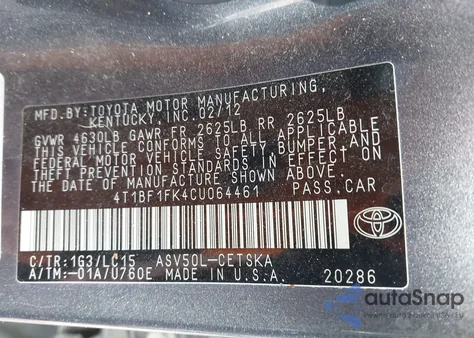 MFD.BY:TOYOTA MOTOR MANUFACTURING,
KENTUCKY,INC.02/12
GVWR 4630LB GAWR FR 2625LB RR 2625LB
THIS VEHICLE CONFORMS TO ALL APPLICABLE
FEDERAL MOTOR VEHICLE SAFETY, BUMPER,AND
THEFT PREVENTION STANDARDS IN EFFECT ON
THE DATE OF MANUFACTURE SHOWN ABOVE.
4T1BF1FK4CU064461 PASS.CAR
C/TR:1G3/LC15 ASV50L-CETSKA
A/TM:-01A/U760E MADE IN U.S.A. 20286
TOYOTA
autoSnap